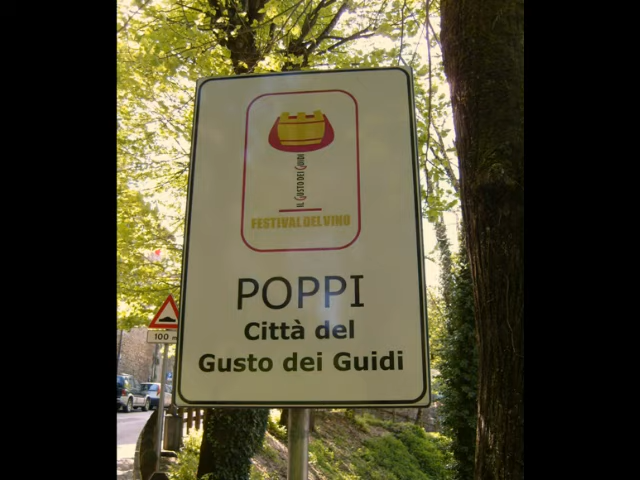 IL GUSTO DEI GUIDI
FESTIVAL DEL VINO
POPPI
Città del
Gusto dei Guidi
100 m